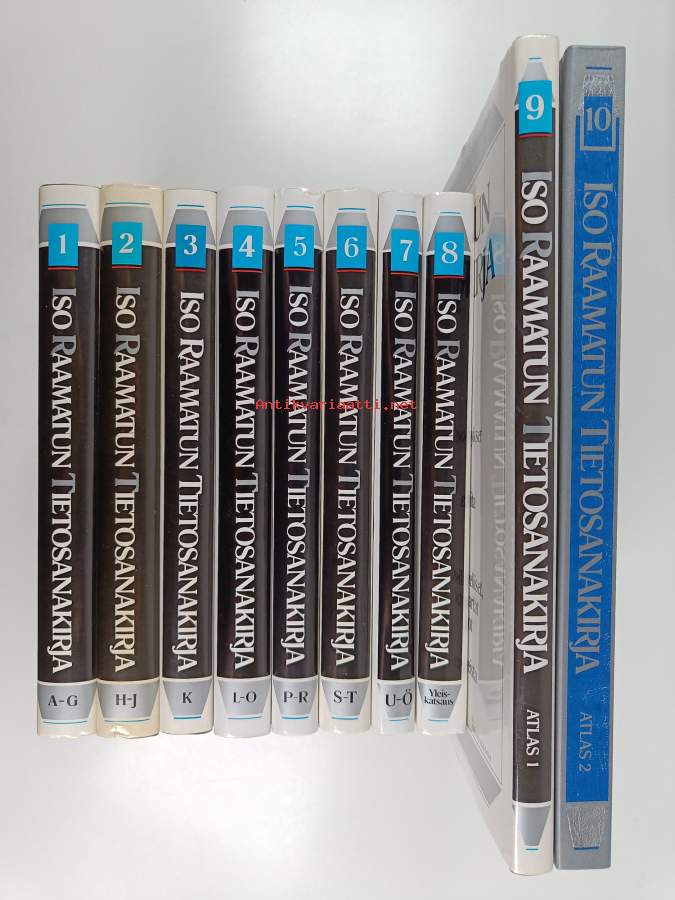 1
ISO RAAMATUN TIETOSANAKIRJA
A-G
2
ISO RAAMATUN TIETOSANAKIRJA
H-J
3
ISO RAAMATUN TIETOSANAKIRJA
K
4
ISO RAAMATUN TIETOSANAKIRJA
L-O
5
ISO RAAMATUN TIETOSANAKIRJA
P-R
6
ISO RAAMATUN TIETOSANAKIRJA
S-T
7
ISO RAAMATUN TIETOSANAKIRJA
U-Ö
8
ISO RAAMATUN TIETOSANAKIRJA
Yleis-
katsaus
9
ISO RAAMATUN TIETOSANAKIRJA
ATLAS 1
10
ISO RAAMATUN TIETOSANAKIRJA
ATLAS 2
Antikvariaatti.net